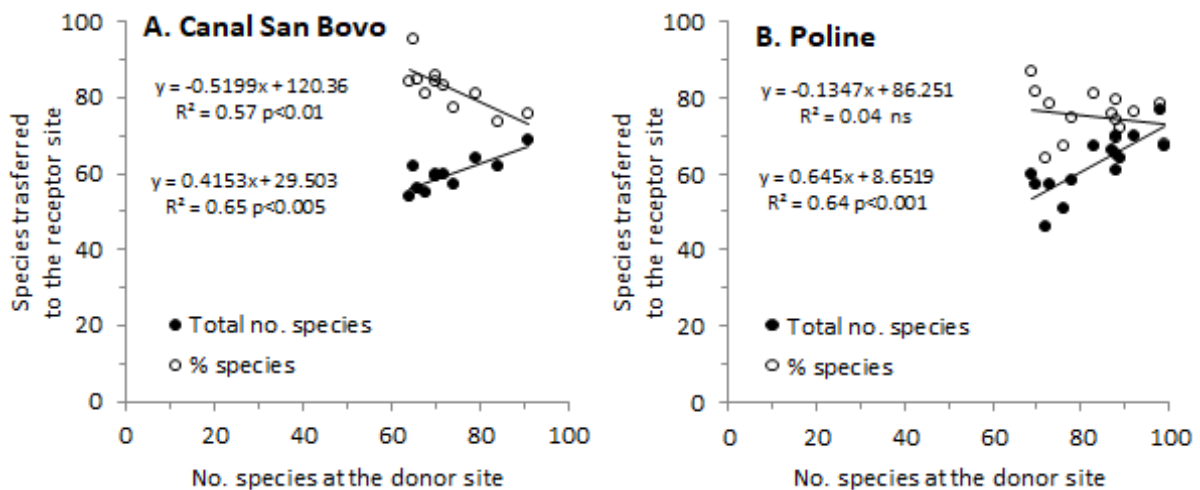 A. Canal San Bovo
y = -0.5199x + 120.36
R² = 0.57 p<0.01
y = 0.4153x + 29.503
R² = 0.65 p<0.005
Total no. species
% species
Species trasferred
to the receptor site
100
80
60
40
20
0
0 20 40 60 80 100
No. species at the donor site
B. Poline
y = -0.1347x + 86.251
R² = 0.04 ns
y = 0.645x + 8.6519
R² = 0.64 p<0.001
Total no. species
% species
Species transferred
to the receptor site
100
80
60
40
20
0
0 20 40 60 80 100
No. species at the donor site